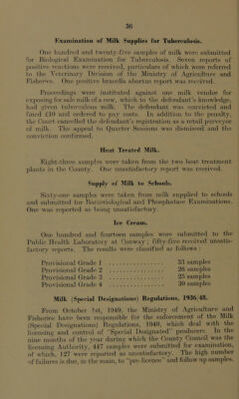 36
Examination of Milk Supplies for Tuberculosis.
One hundred and twenty-five samples of milk were submitted
for Biological Examination for Tuberculosis. Seven reports of
positive reactions were received, particulars of which were referred
to the Veterinary Division of the Ministry of Agriculture and
Fisheries. One positive brucella abortus report was received.
Proceedings were instituted against one milk vendor for
exposing for sale milk of a cow, which to the defendant's knowledge,
had given tuberculous milk. The defendant was convicted and
fined £10 and ordered to pay costs. In addition to the penalty,
the Court cancelled the defendant's registration as a retail purveyor
of milk. The appeal to Quarter Sessions was dismissed and the
conviction confirmed.
Heat Treated Milk.
Eighty-three samples were taken from the two heat treatment
plants in the County. One unsatisfactory report was received.
Supply of Milk to Schools.
Sixty-one samples were taken from milk supplied to schools
and submitted for Bacteriological and Phosphatase Examinations.
One was reported as being unsatisfactory.
Ice Cream.
One hundred and fourteen samples were submitted to the
Public Health Laboratory at Conway; fifty-five received unsatis-
factory reports. The results were classified as follows:
Provisional Grade 1 ............ 33 samples
Provisional Grade 2 ............ 26 samples
Provisional Grade 3 ............ 25 samples
Provisional Grade 4 ............ 30 samples
Milk (Special Designations) Regulations, 1936/48.
From October 1st, 1949, the Ministry of Agriculture and
Fisheries have been responsible for the enforcement of the Milk
(Special Designations) Regulations, 1949, which deal with the
licensing and control of "Special Designated" producers. In the
nine months of the year during which the County Council was the
licensing Authority, 447 samples were submitted for examination,
of which, 127 were reported as unsatisfactory. The high number
of failures is due, in the main, to "pre-licence" and follow up samples.